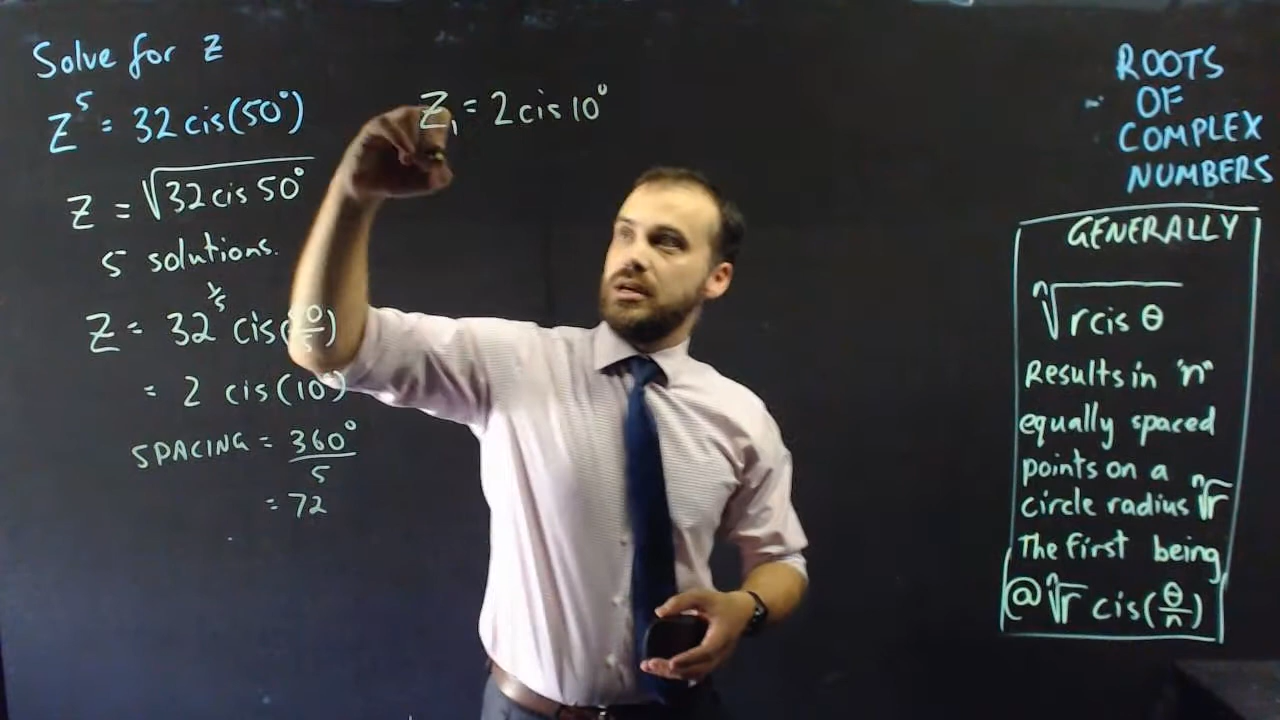 Solve for z
z⁵ = 32 cis(50°)
z = √32 cis 50°
5 solutions.
z = 32^(1/5) cis(50/5)
= 2 cis(10°)
SPACING = 360°/5
= 72
z₁ = 2 cis 10°
ROOTS
OF
COMPLEX
NUMBERS
GENERALLY
ⁿ√r cis θ
Results in "n"
equally spaced
points on a
circle radius ⁿ√r
The first being
@ ⁿ√r cis(θ/n)